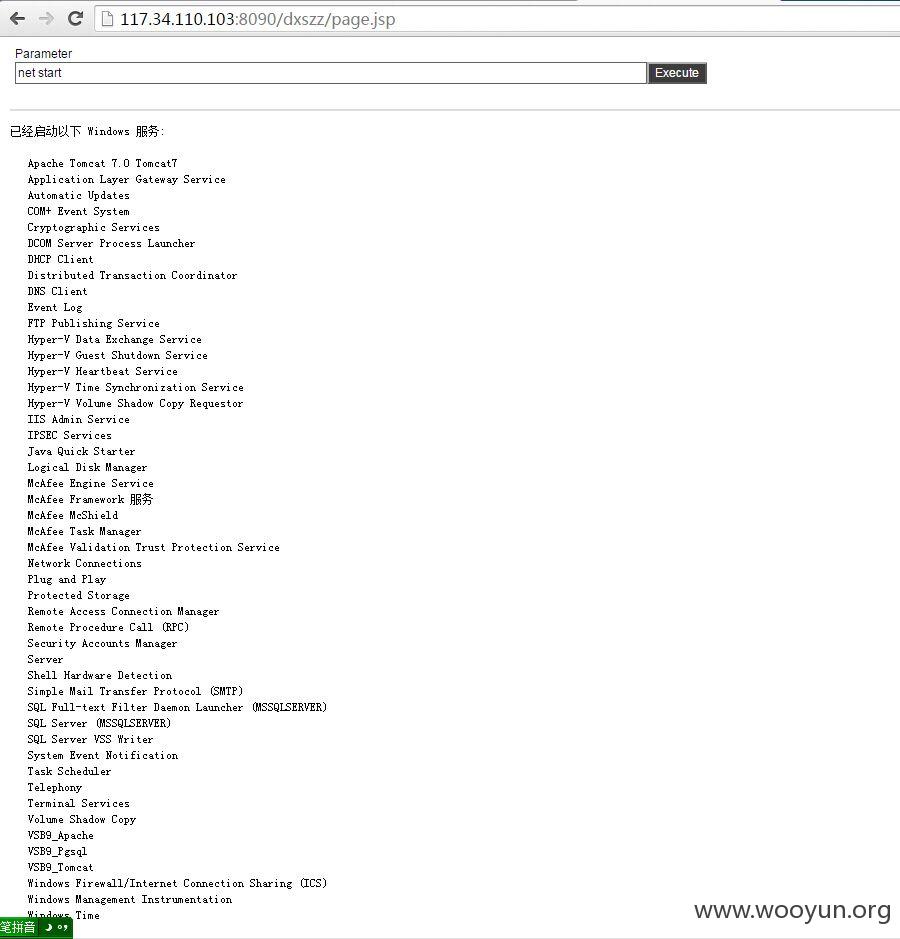 117.34.110.103:8090/dxszz/page.jsp
Parameter
net start Execute
已经启动以下 Windows 服务:
Apache Tomcat 7.0 Tomcat7
Application Layer Gateway Service
Automatic Updates
COM+ Event System
Cryptographic Services
DCOM Server Process Launcher
DHCP Client
Distributed Transaction Coordinator
DNS Client
Event Log
FTP Publishing Service
Hyper-V Data Exchange Service
Hyper-V Guest Shutdown Service
Hyper-V Heartbeat Service
Hyper-V Time Synchronization Service
Hyper-V Volume Shadow Copy Requestor
IIS Admin Service
IPSEC Services
Java Quick Starter
Logical Disk Manager
McAfee Engine Service
McAfee Framework 服务
McAfee McShield
McAfee Task Manager
McAfee Validation Trust Protection Service
Network Connections
Plug and Play
Protected Storage
Remote Access Connection Manager
Remote Procedure Call (RPC)
Security Accounts Manager
Server
Shell Hardware Detection
Simple Mail Transfer Protocol (SMTP)
SQL Full-text Filter Daemon Launcher (MSSQLSERVER)
SQL Server (MSSQLSERVER)
SQL Server VSS Writer
System Event Notification
Task Scheduler
Telephony
Terminal Services
Volume Shadow Copy
VSB9_Apache
VSB9_Pgsql
VSB9_Tomcat
Windows Firewall/Internet Connection Sharing (ICS)
Windows Management Instrumentation
Windows Time
www.wooyun.org
笔拼音